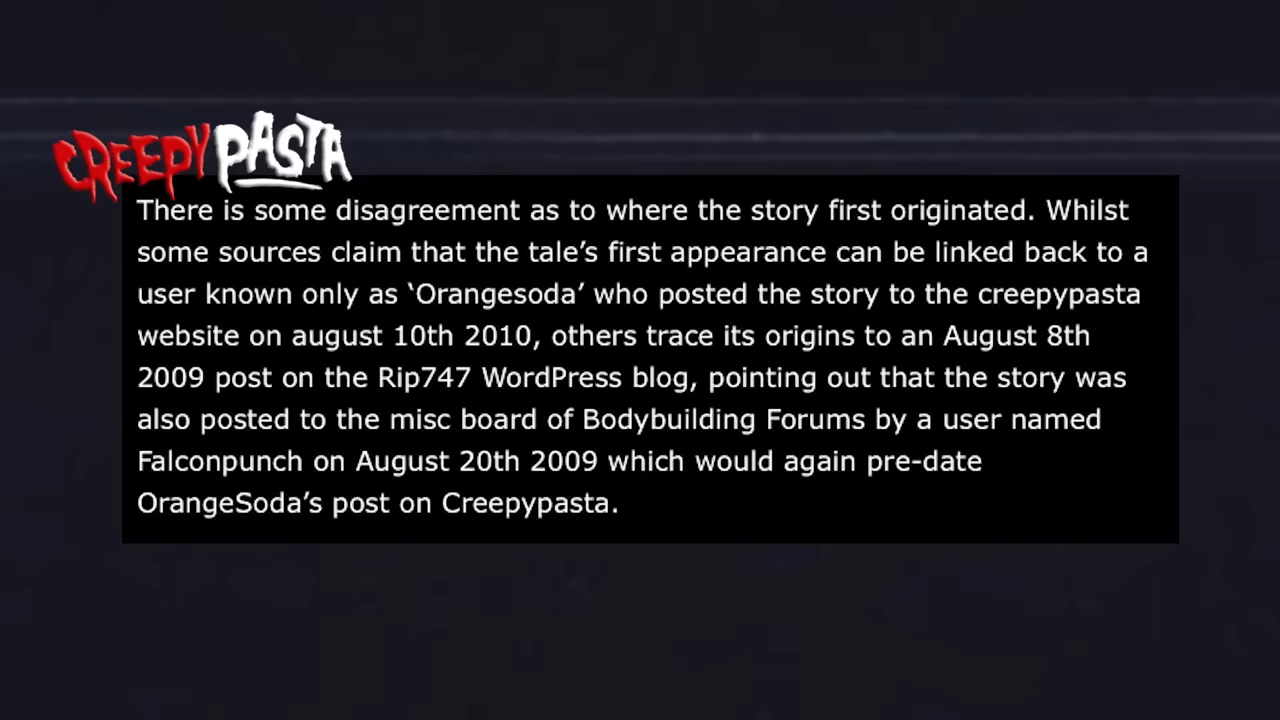 CREEPYPASTA
There is some disagreement as to where the story first originated. Whilst
some sources claim that the tale’s first appearance can be linked back to a
user known only as ‘Orangesoda’ who posted the story to the creepypasta
website on august 10th 2010, others trace its origins to an August 8th
2009 post on the Rip747 WordPress blog, pointing out that the story was
also posted to the misc board of Bodybuilding Forums by a user named
Falconpunch on August 20th 2009 which would again pre-date
OrangeSoda’s post on Creepypasta.